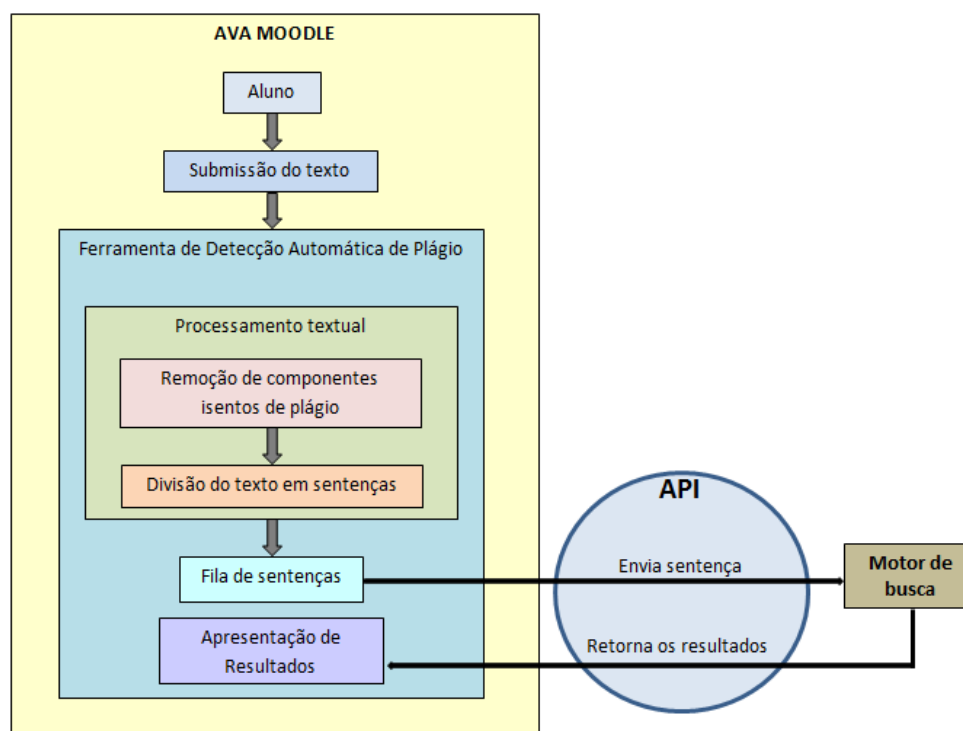 AVA MOODLE
Aluno
Submissão do texto
Ferramenta de Detecção Automática de Plágio
Processamento textual
Remoção de componentes
isentos de plágio
Divisão do texto em sentenças
Fila de sentenças
Apresentação de
Resultados
API
Envia sentença
Retorna os resultados
Motor de
busca